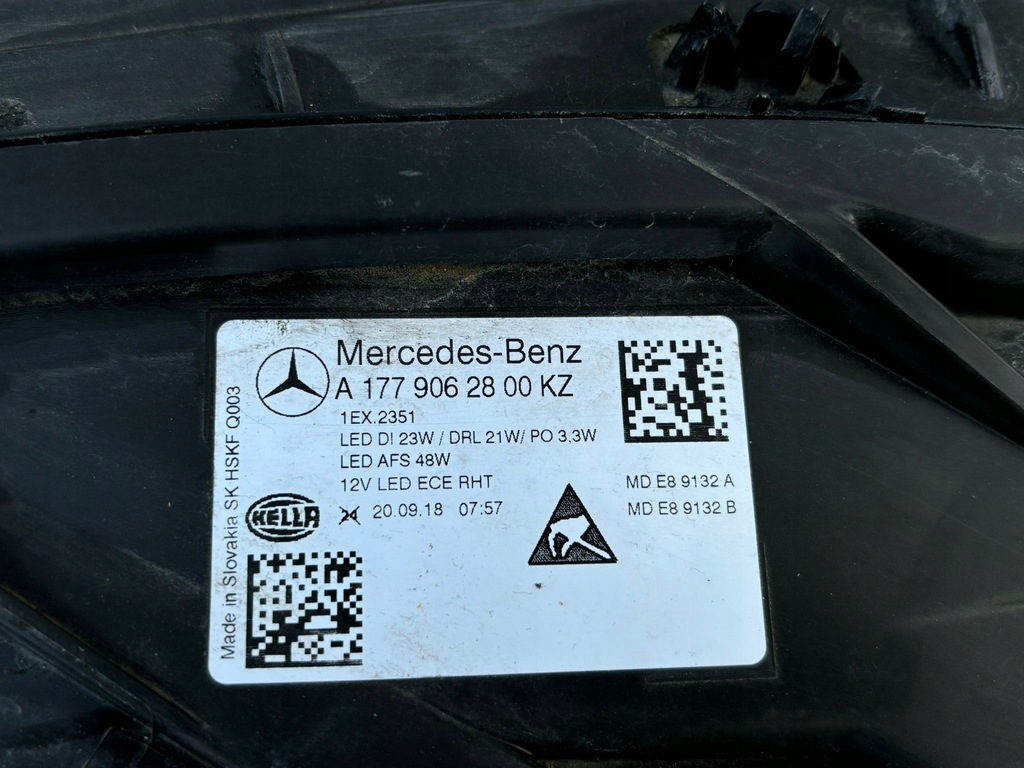 Mercedes-Benz
A 177 906 28 00 KZ
1EX.2351
LED DI 23W / DRL 21W/ PO 3,3W
LED AFS 48W
12V LED ECE RHT
MD E8 9132 A
HELLA
24 20.09.18 07:57
MD E8 9132 B
Made in Slovakia SK HSKF Q003